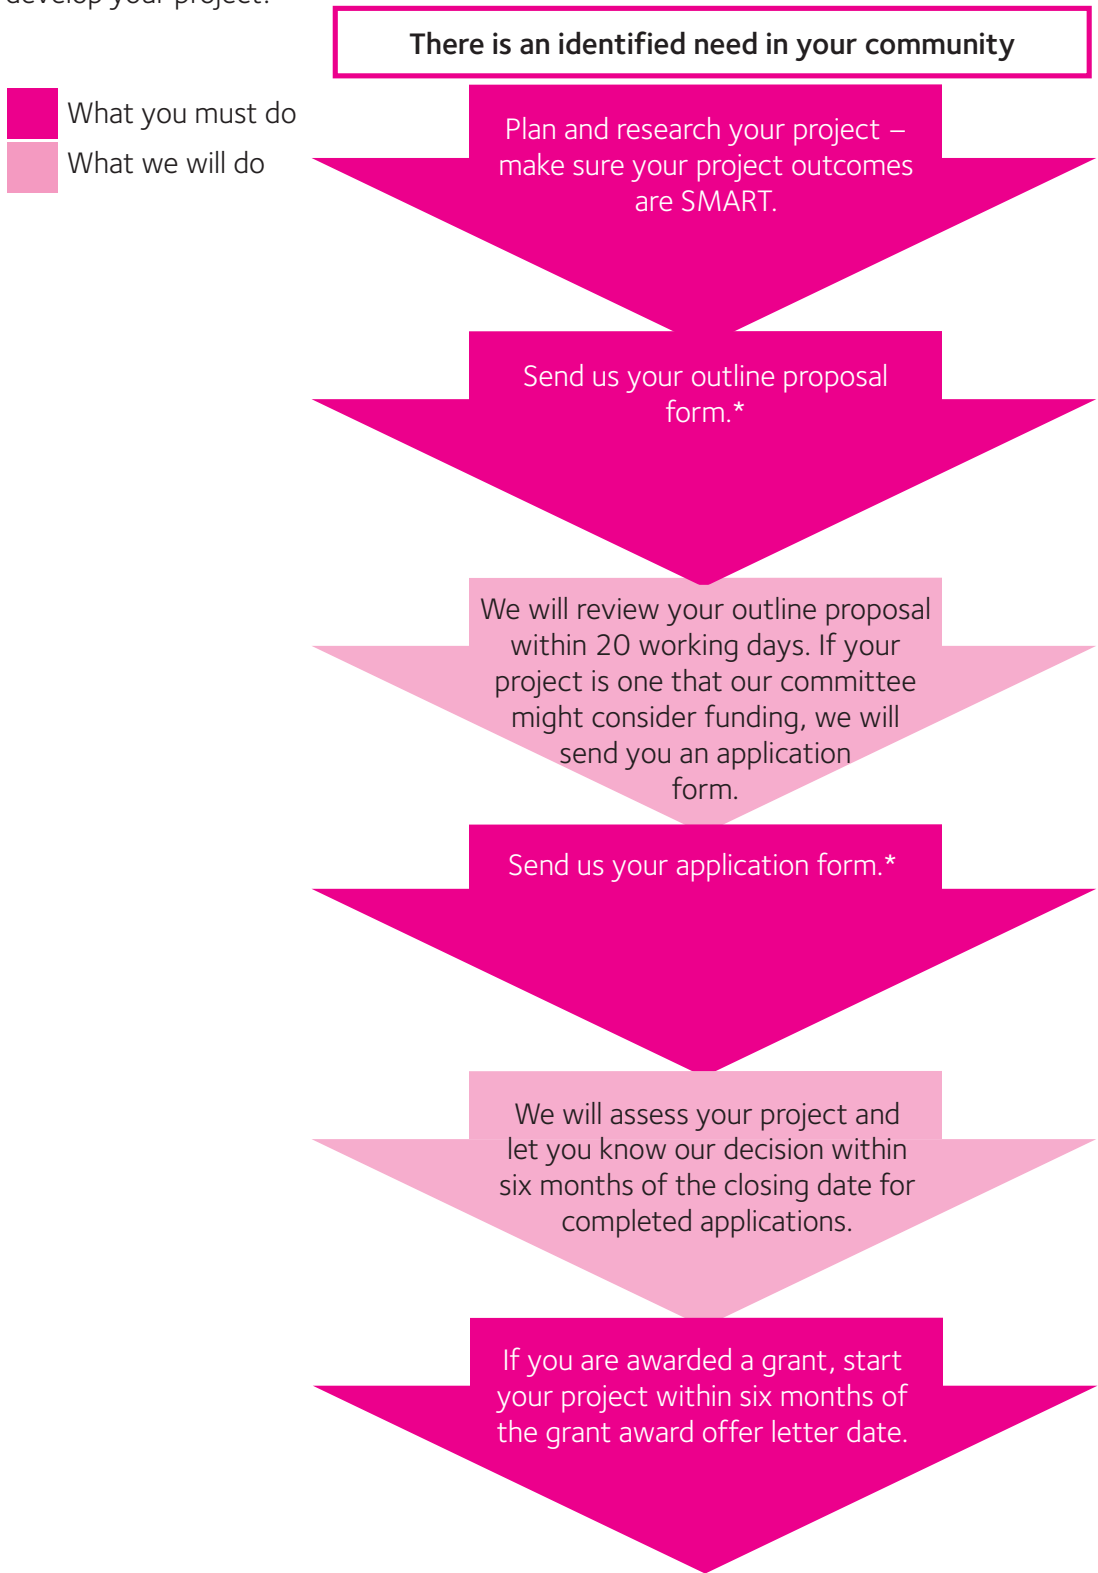 develop your project.
There is an identified need in your community
What you must do
What we will do
Plan and research your project –
make sure your project outcomes
are SMART.
Send us your outline proposal
form.*
We will review your outline proposal
within 20 working days. If your
project is one that our committee
might consider funding, we will
send you an application
form.
Send us your application form.*
We will assess your project and
let you know our decision within
six months of the closing date for
completed applications.
If you are awarded a grant, start
your project within six months of
the grant award offer letter date.